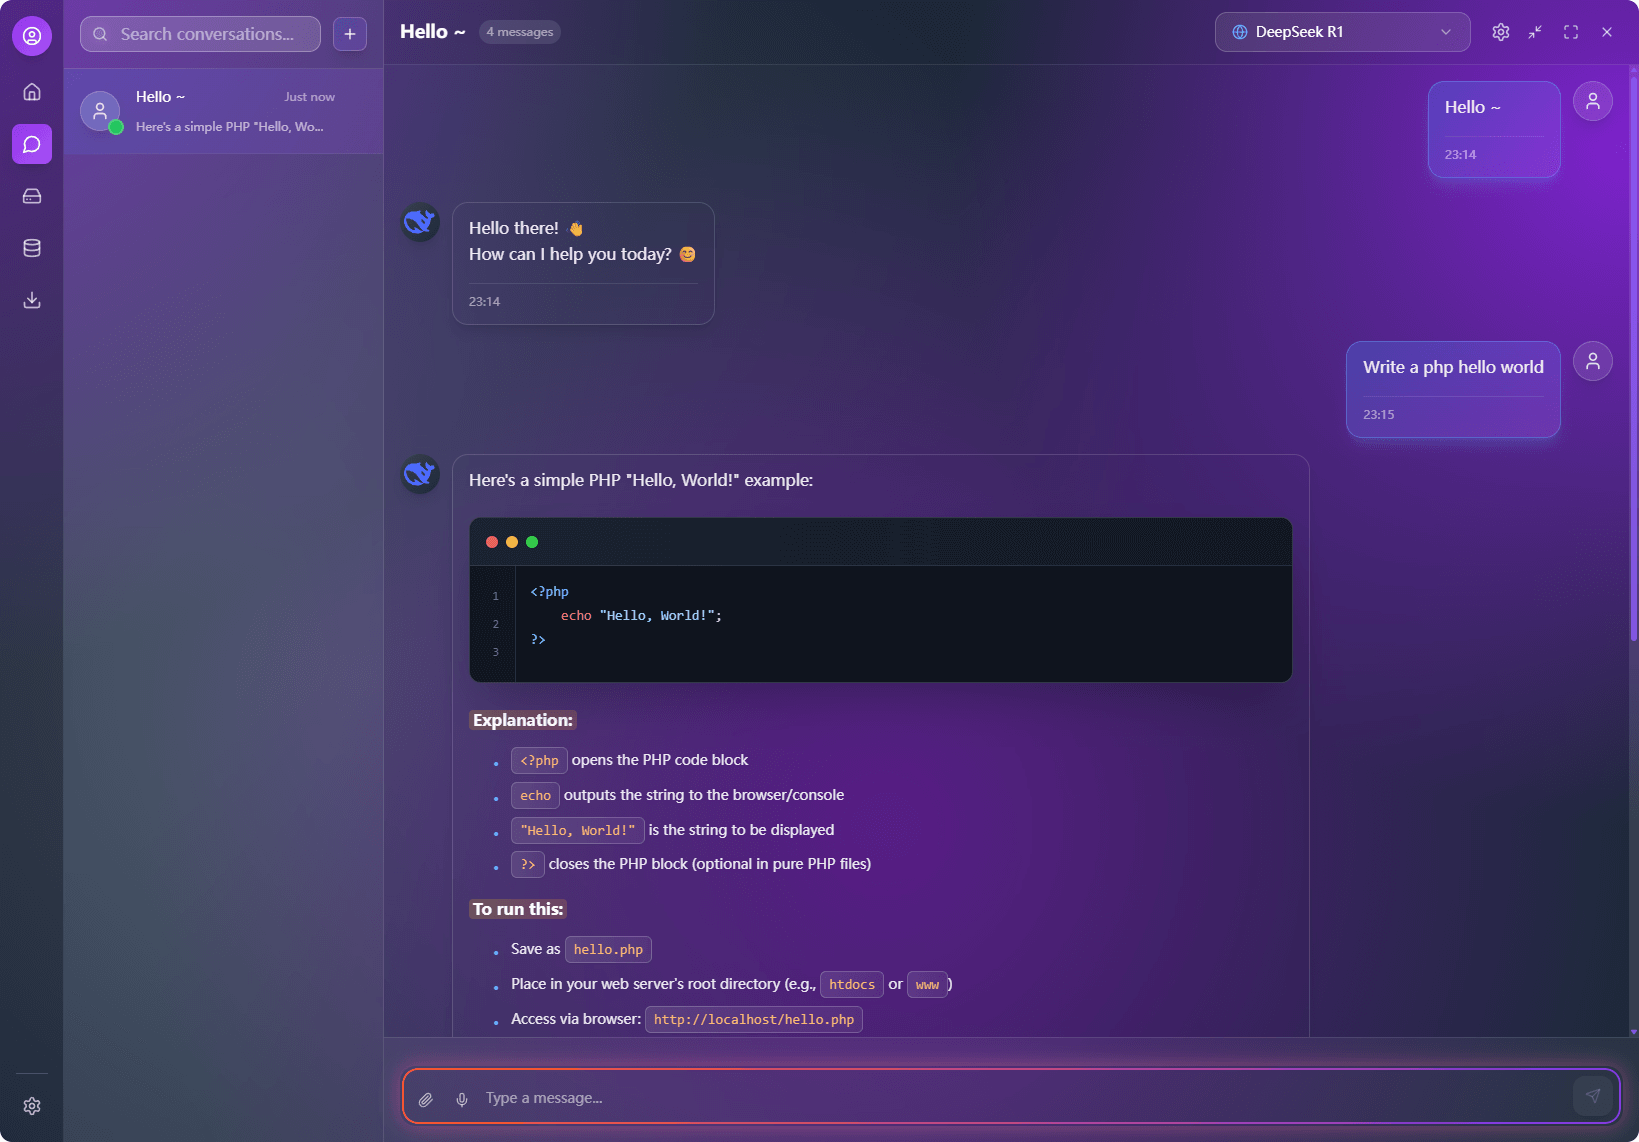 Search conversations...
Hello ~
Just now
Here's a simple PHP "Hello, Wo...
Hello ~
4 messages
DeepSeek R1
Hello ~
23:14
Hello there! 👋
How can I help you today? 😊
23:14
Write a php hello world
23:15
Here's a simple PHP "Hello, World!" example:
1 <?php
2     echo "Hello, World!";
3 ?>
Explanation:
• <?php opens the PHP code block
• echo outputs the string to the browser/console
• "Hello, World!" is the string to be displayed
• ?> closes the PHP block (optional in pure PHP files)
To run this:
• Save as hello.php
• Place in your web server's root directory (e.g., htdocs or www)
• Access via browser: http://localhost/hello.php
Type a message...